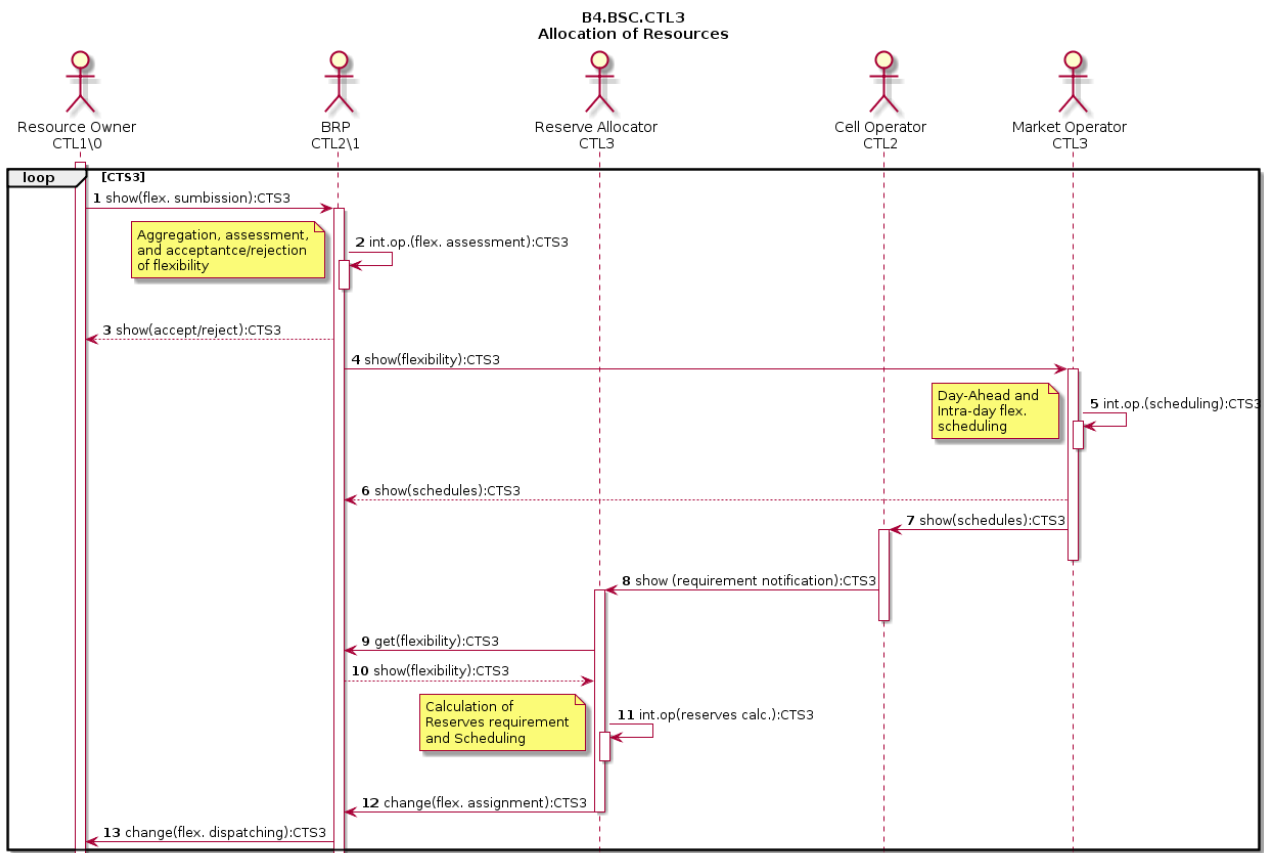 B4.BSC.CTL3
Allocation of Resources
Resource Owner
CTL1\0
BRP
CTL2\1
Reserve Allocator
CTL3
Cell Operator
CTL2
Market Operator
CTL3
loop [CTS3]
1 show(flex. sumbission):CTS3
Aggregation, assessment,
and acceptantce/rejection
of flexibility
2 int.op.(flex. assessment):CTS3
3 show(accept/reject):CTS3
4 show(flexibility):CTS3
Day-Ahead and
Intra-day flex.
scheduling
5 int.op.(scheduling):CTS3
6 show(schedules):CTS3
7 show(schedules):CTS3
8 show (requirement notification):CTS3
9 get(flexibility):CTS3
10 show(flexibility):CTS3
Calculation of
Reserves requirement
and Scheduling
11 int.op(reserves calc.):CTS3
12 change(flex. assignment):CTS3
13 change(flex. dispatching):CTS3